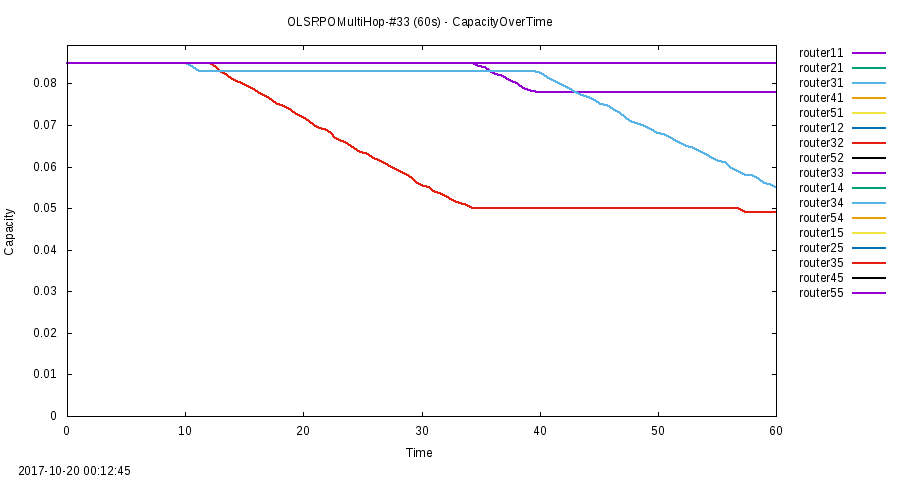 OLSRPOMultiHop-#33 (60s) - CapacityOverTime
router11
router21
router31
router41
router51
router12
router32
router52
router33
router14
router34
router54
router15
router25
router35
router45
router55
Capacity
0.08
0.07
0.06
0.05
0.04
0.03
0.02
0.01
0
0 10 20 30 40 50 60
Time
2017-10-20 00:12:45